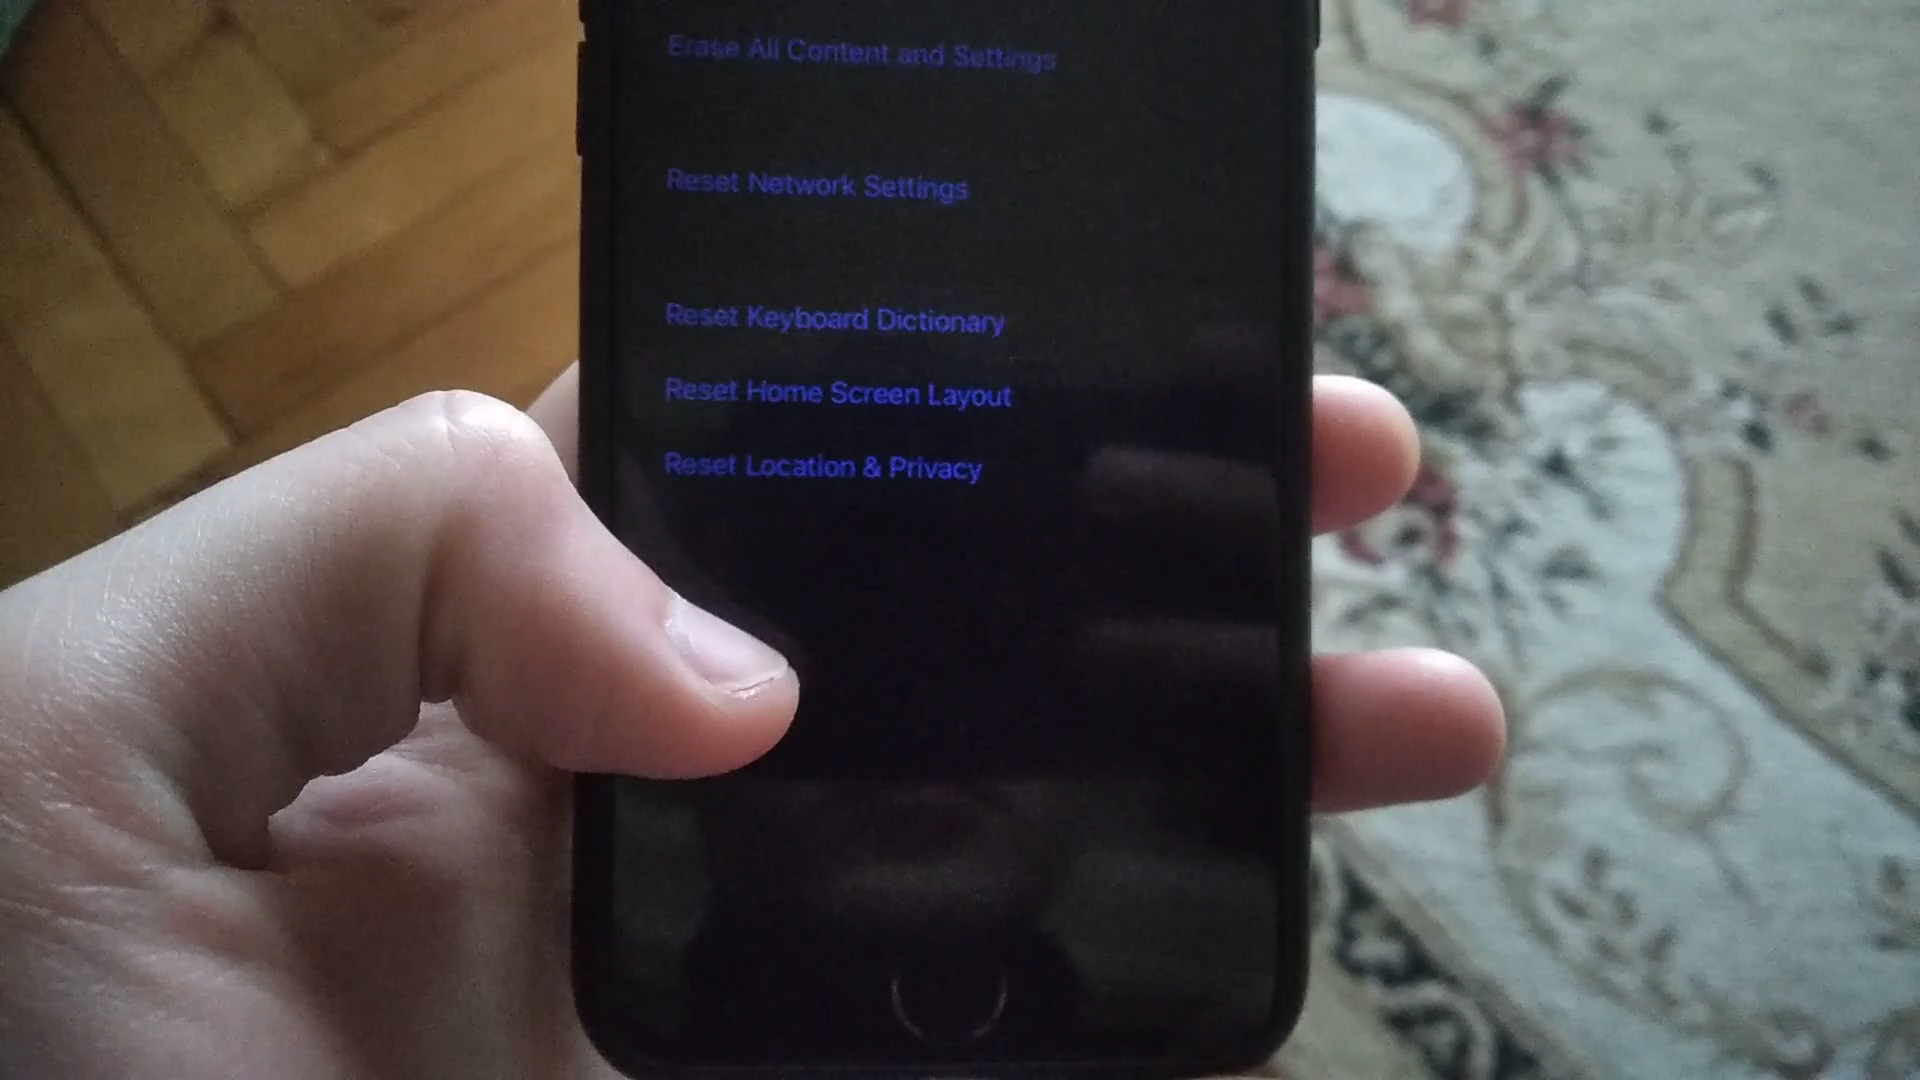 Erase All Content and Settings
Reset Network Settings
Reset Keyboard Dictionary
Reset Home Screen Layout
Reset Location & Privacy